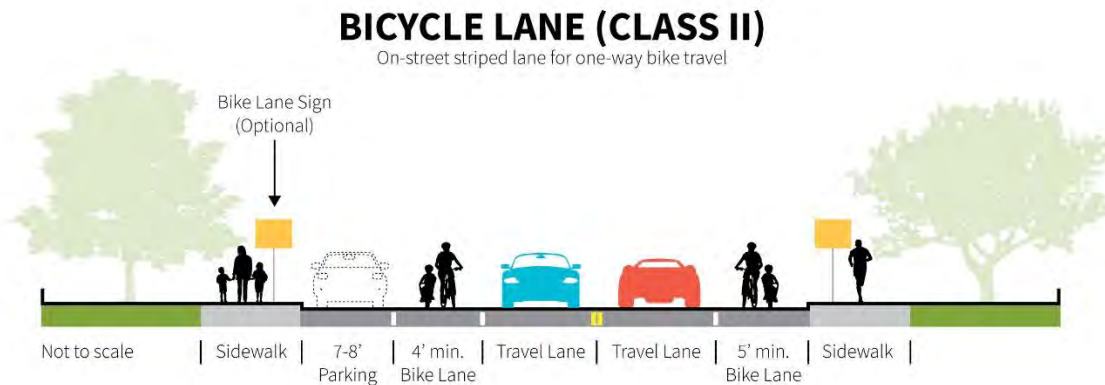 BICYCLE LANE (CLASS II)
On-street striped lane for one-way bike travel
Bike Lane Sign
(Optional)
Not to scale
Sidewalk
7-8'
Parking
4' min.
Bike Lane
Travel Lane
Travel Lane
5' min.
Bike Lane
Sidewalk